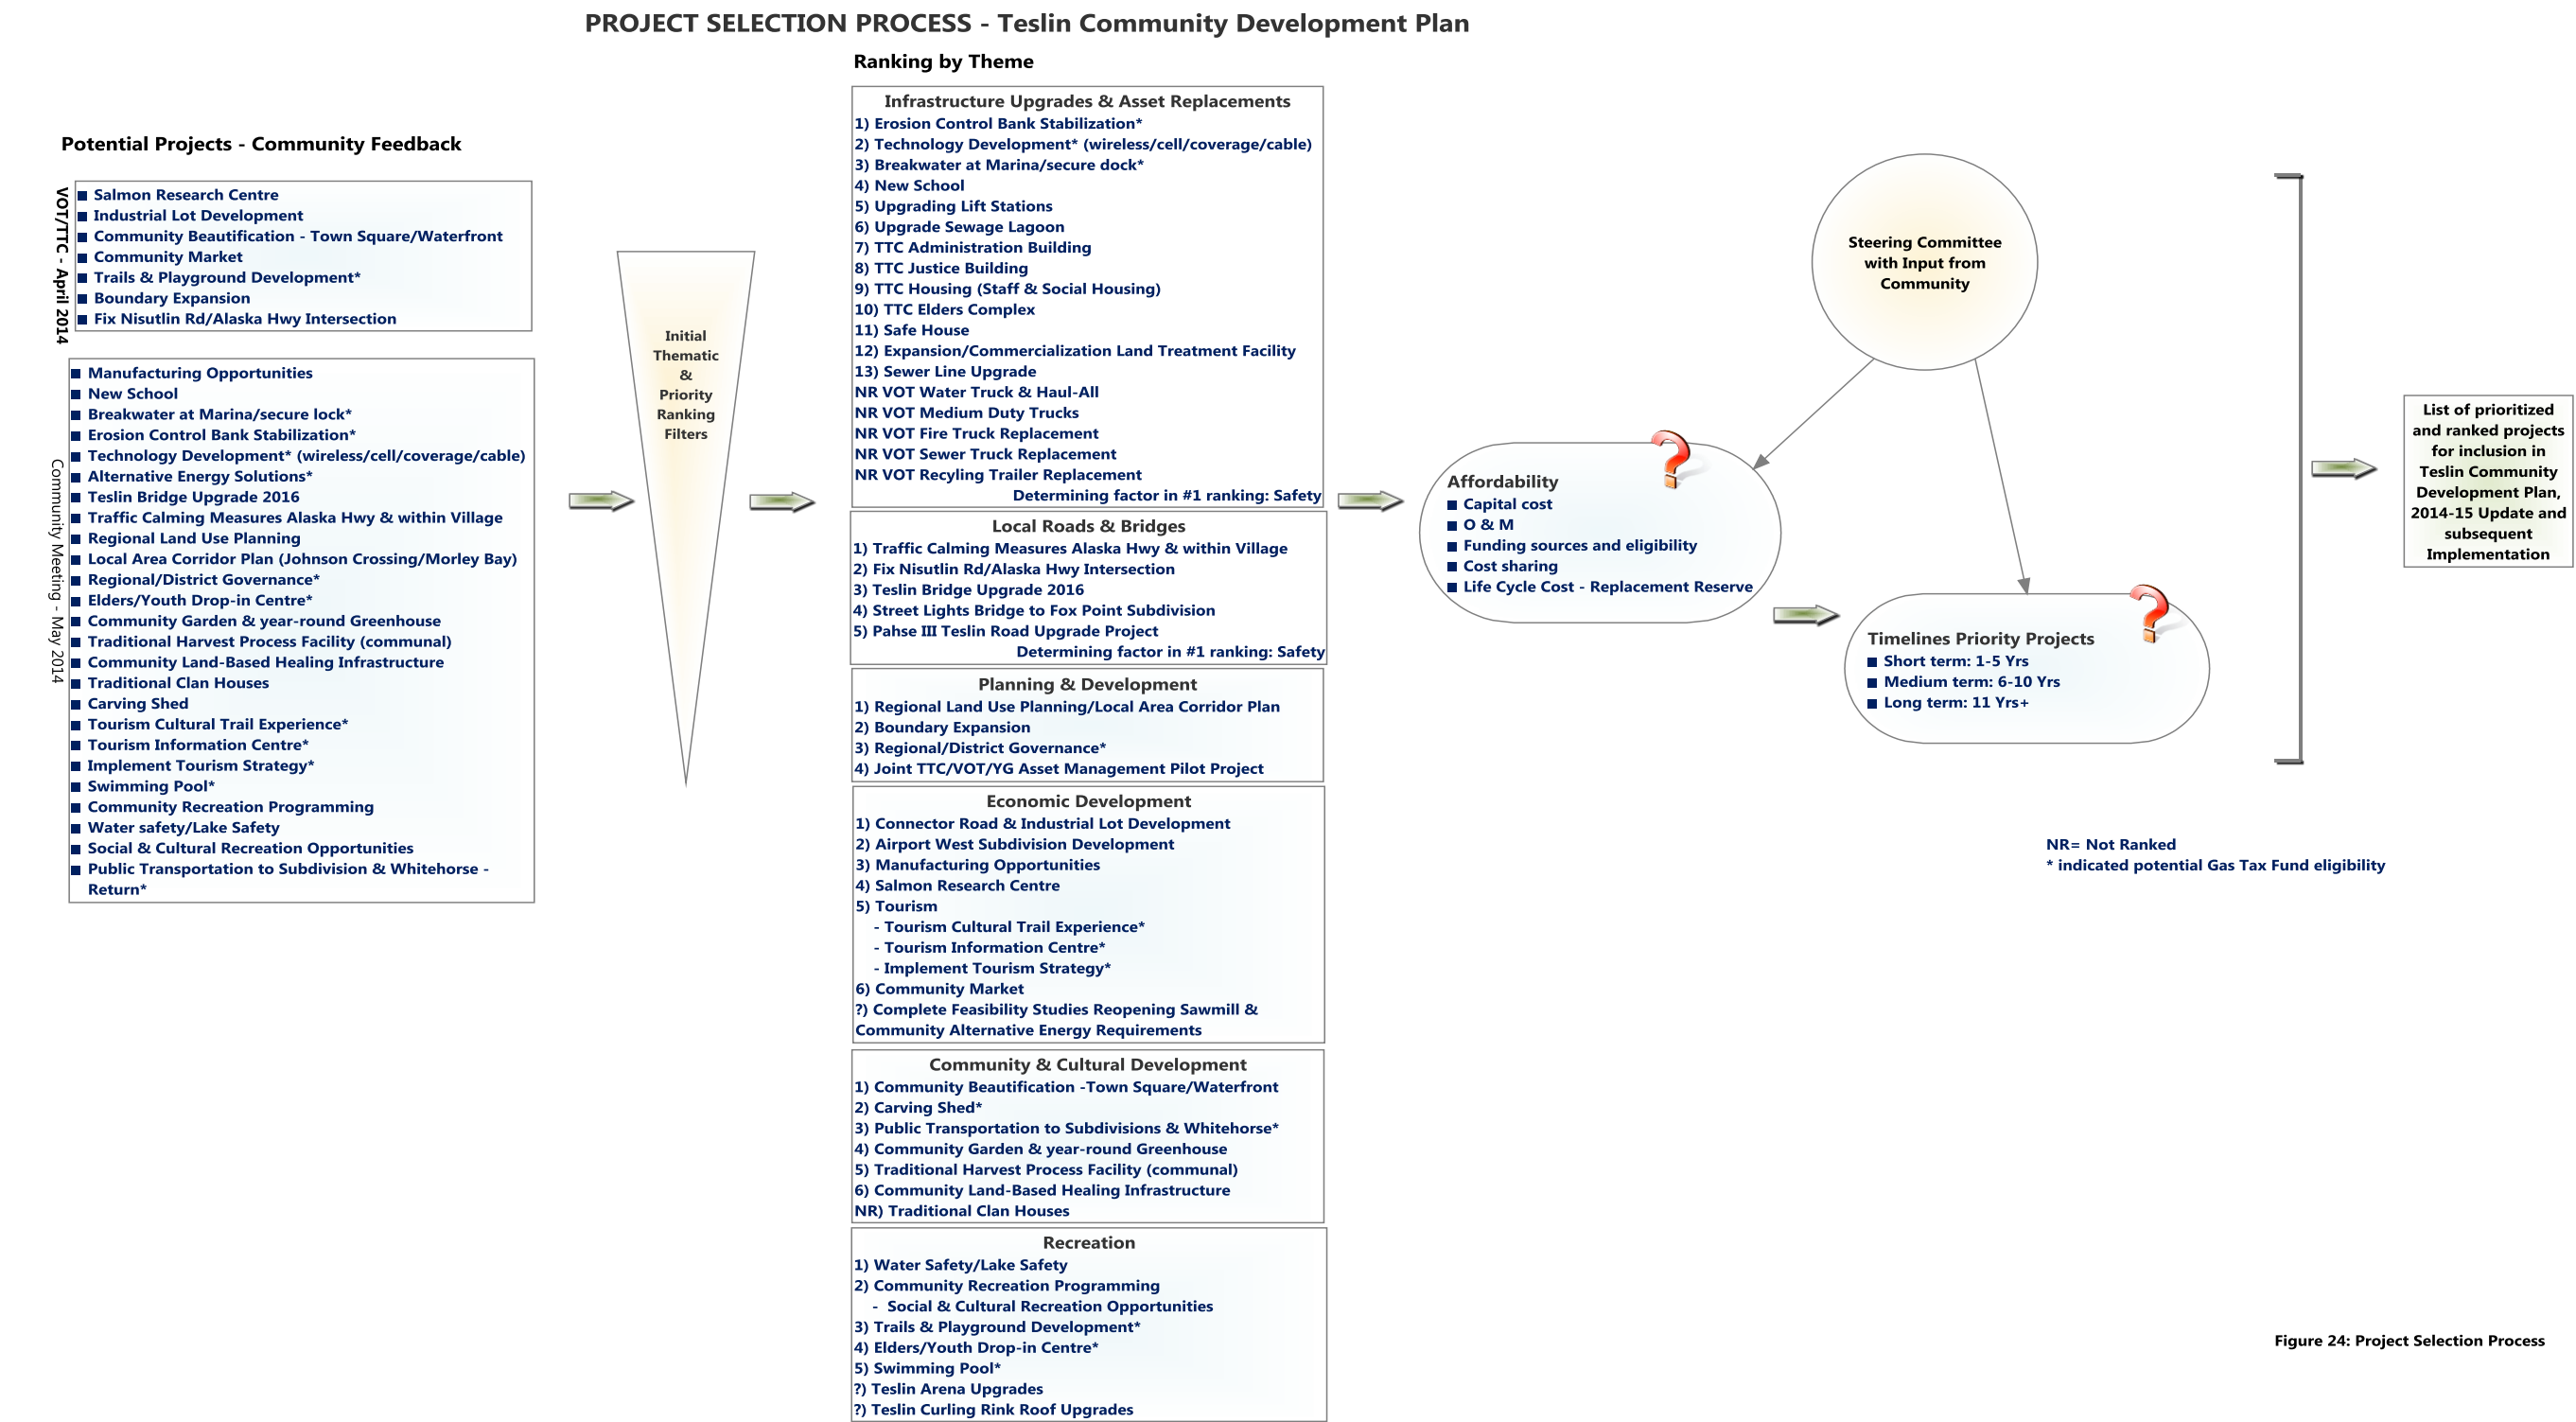 PROJECT SELECTION PROCESS - Teslin Community Development Plan
Potential Projects - Community Feedback
VOT/TTC - April 2014
■ Salmon Research Centre
■ Industrial Lot Development
■ Community Beautification - Town Square/Waterfront
■ Community Market
■ Trails & Playground Development*
■ Boundary Expansion
■ Fix Nisutlin Rd/Alaska Hwy Intersection
Community Meeting - May 2014
■ Manufacturing Opportunities
■ New School
■ Breakwater at Marina/secure lock*
■ Erosion Control Bank Stabilization*
■ Technology Development* (wireless/cell/coverage/cable)
■ Alternative Energy Solutions*
■ Teslin Bridge Upgrade 2016
■ Traffic Calming Measures Alaska Hwy & within Village
■ Regional Land Use Planning
■ Local Area Corridor Plan (Johnson Crossing/Morley Bay)
■ Regional/District Governance*
■ Elders/Youth Drop-in Centre*
■ Community Garden & year-round Greenhouse
■ Traditional Harvest Process Facility (communal)
■ Community Land-Based Healing Infrastructure
■ Traditional Clan Houses
■ Carving Shed
■ Tourism Cultural Trail Experience*
■ Tourism Information Centre*
■ Implement Tourism Strategy*
■ Swimming Pool*
■ Community Recreation Programming
■ Water safety/Lake Safety
■ Social & Cultural Recreation Opportunities
■ Public Transportation to Subdivision & Whitehorse -
Return*
Initial
Thematic
&
Priority
Ranking
Filters
Ranking by Theme
Infrastructure Upgrades & Asset Replacements
1) Erosion Control Bank Stabilization*
2) Technology Development* (wireless/cell/coverage/cable)
3) Breakwater at Marina/secure dock*
4) New School
5) Upgrading Lift Stations
6) Upgrade Sewage Lagoon
7) TTC Administration Building
8) TTC Justice Building
9) TTC Housing (Staff & Social Housing)
10) TTC Elders Complex
11) Safe House
12) Expansion/Commercialization Land Treatment Facility
13) Sewer Line Upgrade
NR VOT Water Truck & Haul-All
NR VOT Medium Duty Trucks
NR VOT Fire Truck Replacement
NR VOT Sewer Truck Replacement
NR VOT Recyling Trailer Replacement
Determining factor in #1 ranking: Safety
Local Roads & Bridges
1) Traffic Calming Measures Alaska Hwy & within Village
2) Fix Nisutlin Rd/Alaska Hwy Intersection
3) Teslin Bridge Upgrade 2016
4) Street Lights Bridge to Fox Point Subdivision
5) Pahse III Teslin Road Upgrade Project
Determining factor in #1 ranking: Safety
Planning & Development
1) Regional Land Use Planning/Local Area Corridor Plan
2) Boundary Expansion
3) Regional/District Governance*
4) Joint TTC/VOT/YG Asset Management Pilot Project
Economic Development
1) Connector Road & Industrial Lot Development
2) Airport West Subdivision Development
3) Manufacturing Opportunities
4) Salmon Research Centre
5) Tourism
- Tourism Cultural Trail Experience*
- Tourism Information Centre*
- Implement Tourism Strategy*
6) Community Market
?) Complete Feasibility Studies Reopening Sawmill &
Community Alternative Energy Requirements
Community & Cultural Development
1) Community Beautification -Town Square/Waterfront
2) Carving Shed*
3) Public Transportation to Subdivisions & Whitehorse*
4) Community Garden & year-round Greenhouse
5) Traditional Harvest Process Facility (communal)
6) Community Land-Based Healing Infrastructure
NR) Traditional Clan Houses
Recreation
1) Water Safety/Lake Safety
2) Community Recreation Programming
- Social & Cultural Recreation Opportunities
3) Trails & Playground Development*
4) Elders/Youth Drop-in Centre*
5) Swimming Pool*
?) Teslin Arena Upgrades
?) Teslin Curling Rink Roof Upgrades
Steering Committee
with Input from
Community
?
Affordability
■ Capital cost
■ O & M
■ Funding sources and eligibility
■ Cost sharing
■ Life Cycle Cost - Replacement Reserve
?
Timelines Priority Projects
■ Short term: 1-5 Yrs
■ Medium term: 6-10 Yrs
■ Long term: 11 Yrs+
List of prioritized
and ranked projects
for inclusion in
Teslin Community
Development Plan,
2014-15 Update and
subsequent
Implementation
NR= Not Ranked
* indicated potential Gas Tax Fund eligibility
Figure 24: Project Selection Process